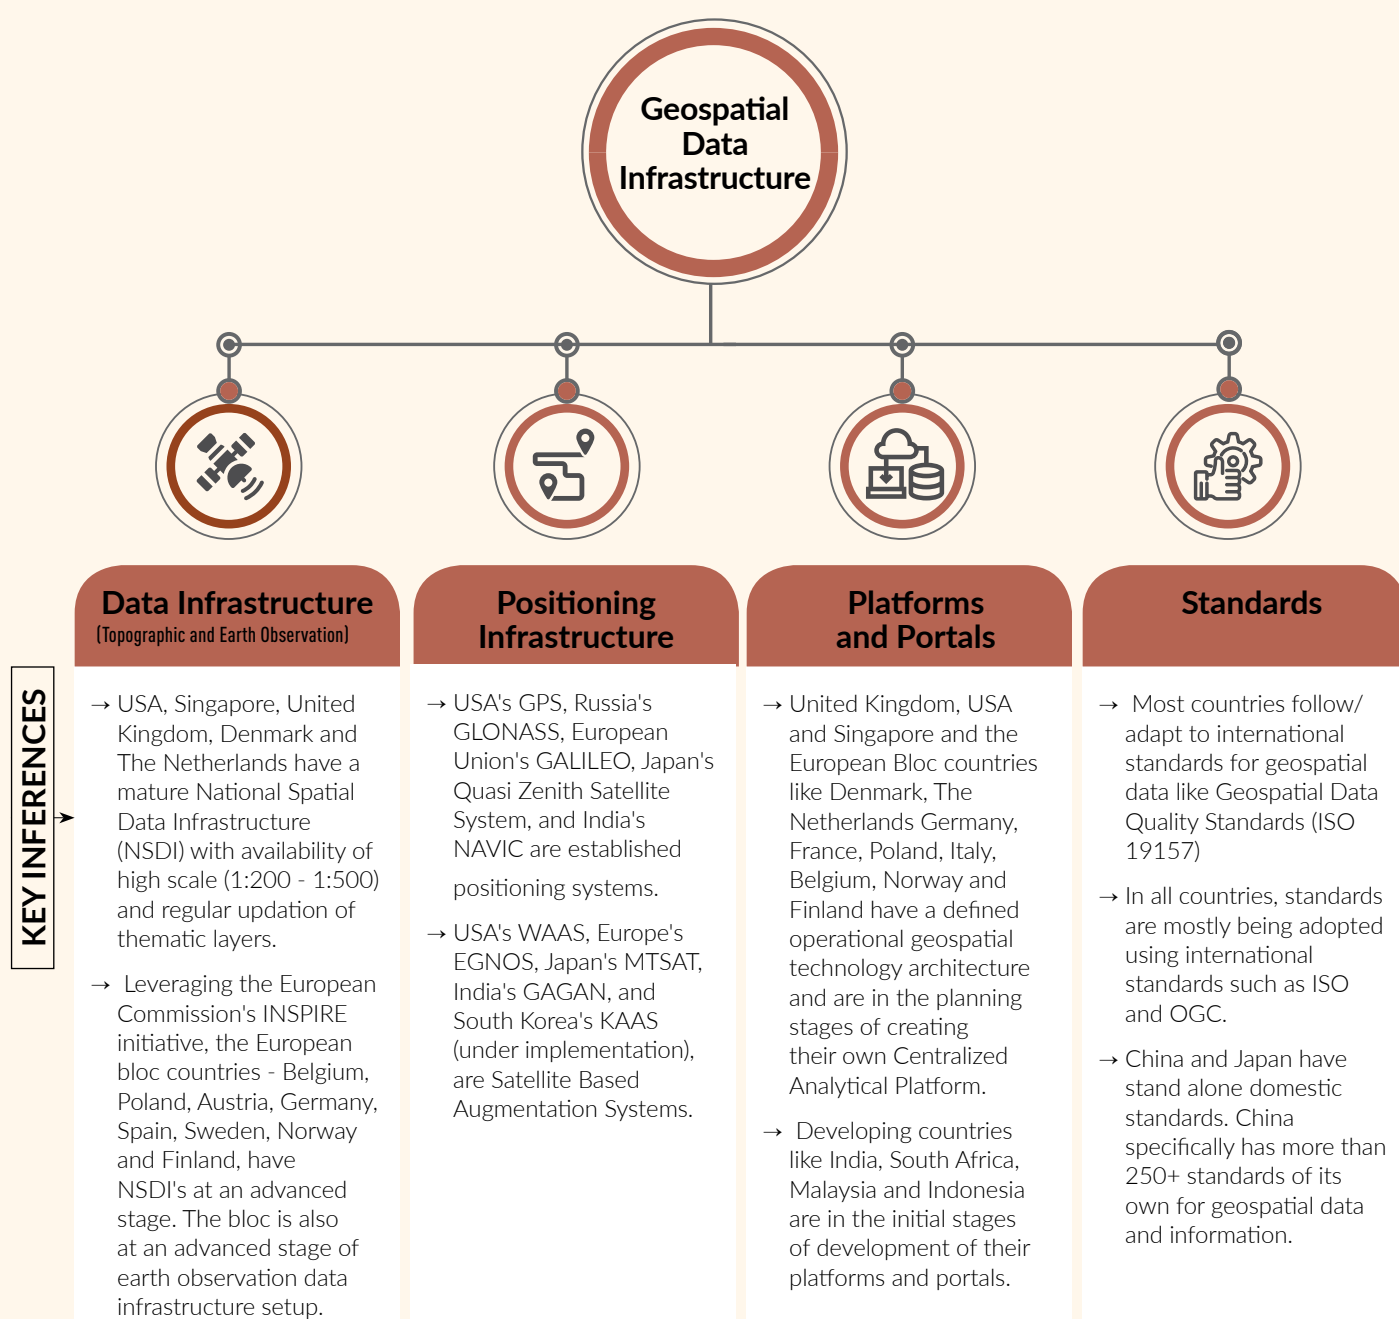 Geospatial
Data
Infrastructure
Data Infrastructure
(Topographic and Earth Observation)
Positioning
Infrastructure
Platforms
and Portals
Standards
KEY INFERENCES
→ USA, Singapore, United
Kingdom, Denmark and
The Netherlands have a
mature National Spatial
Data Infrastructure
(NSDI) with availability of
high scale (1:200 - 1:500)
and regular updation of
thematic layers.
→ Leveraging the European
Commission's INSPIRE
initiative, the European
bloc countries - Belgium,
Poland, Austria, Germany,
Spain, Sweden, Norway
and Finland, have
NSDI's at an advanced
stage. The bloc is also
at an advanced stage of
earth observation data
infrastructure setup.
→ USA's GPS, Russia's
GLONASS, European
Union's GALILEO, Japan's
Quasi Zenith Satellite
System, and India's
NAVIC are established
positioning systems.
→ USA's WAAS, Europe's
EGNOS, Japan's MTSAT,
India's GAGAN, and
South Korea's KAAS
(under implementation),
are Satellite Based
Augmentation Systems.
→ United Kingdom, USA
and Singapore and the
European Bloc countries
like Denmark, The
Netherlands Germany,
France, Poland, Italy,
Belgium, Norway and
Finland have a defined
operational geospatial
technology architecture
and are in the planning
stages of creating
their own Centralized
Analytical Platform.
→ Developing countries
like India, South Africa,
Malaysia and Indonesia
are in the initial stages
of development of their
platforms and portals.
→ Most countries follow/
adapt to international
standards for geospatial
data like Geospatial Data
Quality Standards (ISO
19157)
→ In all countries, standards
are mostly being adopted
using international
standards such as ISO
and OGC.
→ China and Japan have
stand alone domestic
standards. China
specifically has more than
250+ standards of its
own for geospatial data
and information.